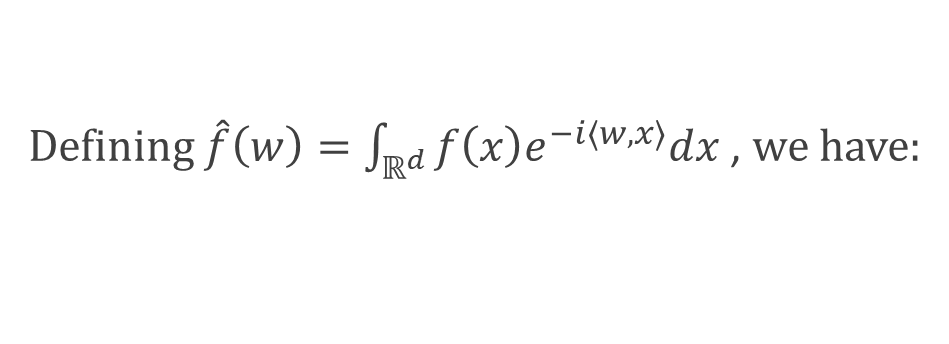 Defining f̂(w) = ∫_{ℝ^d} f(x)e^{−i⟨w,x⟩}dx , we have: